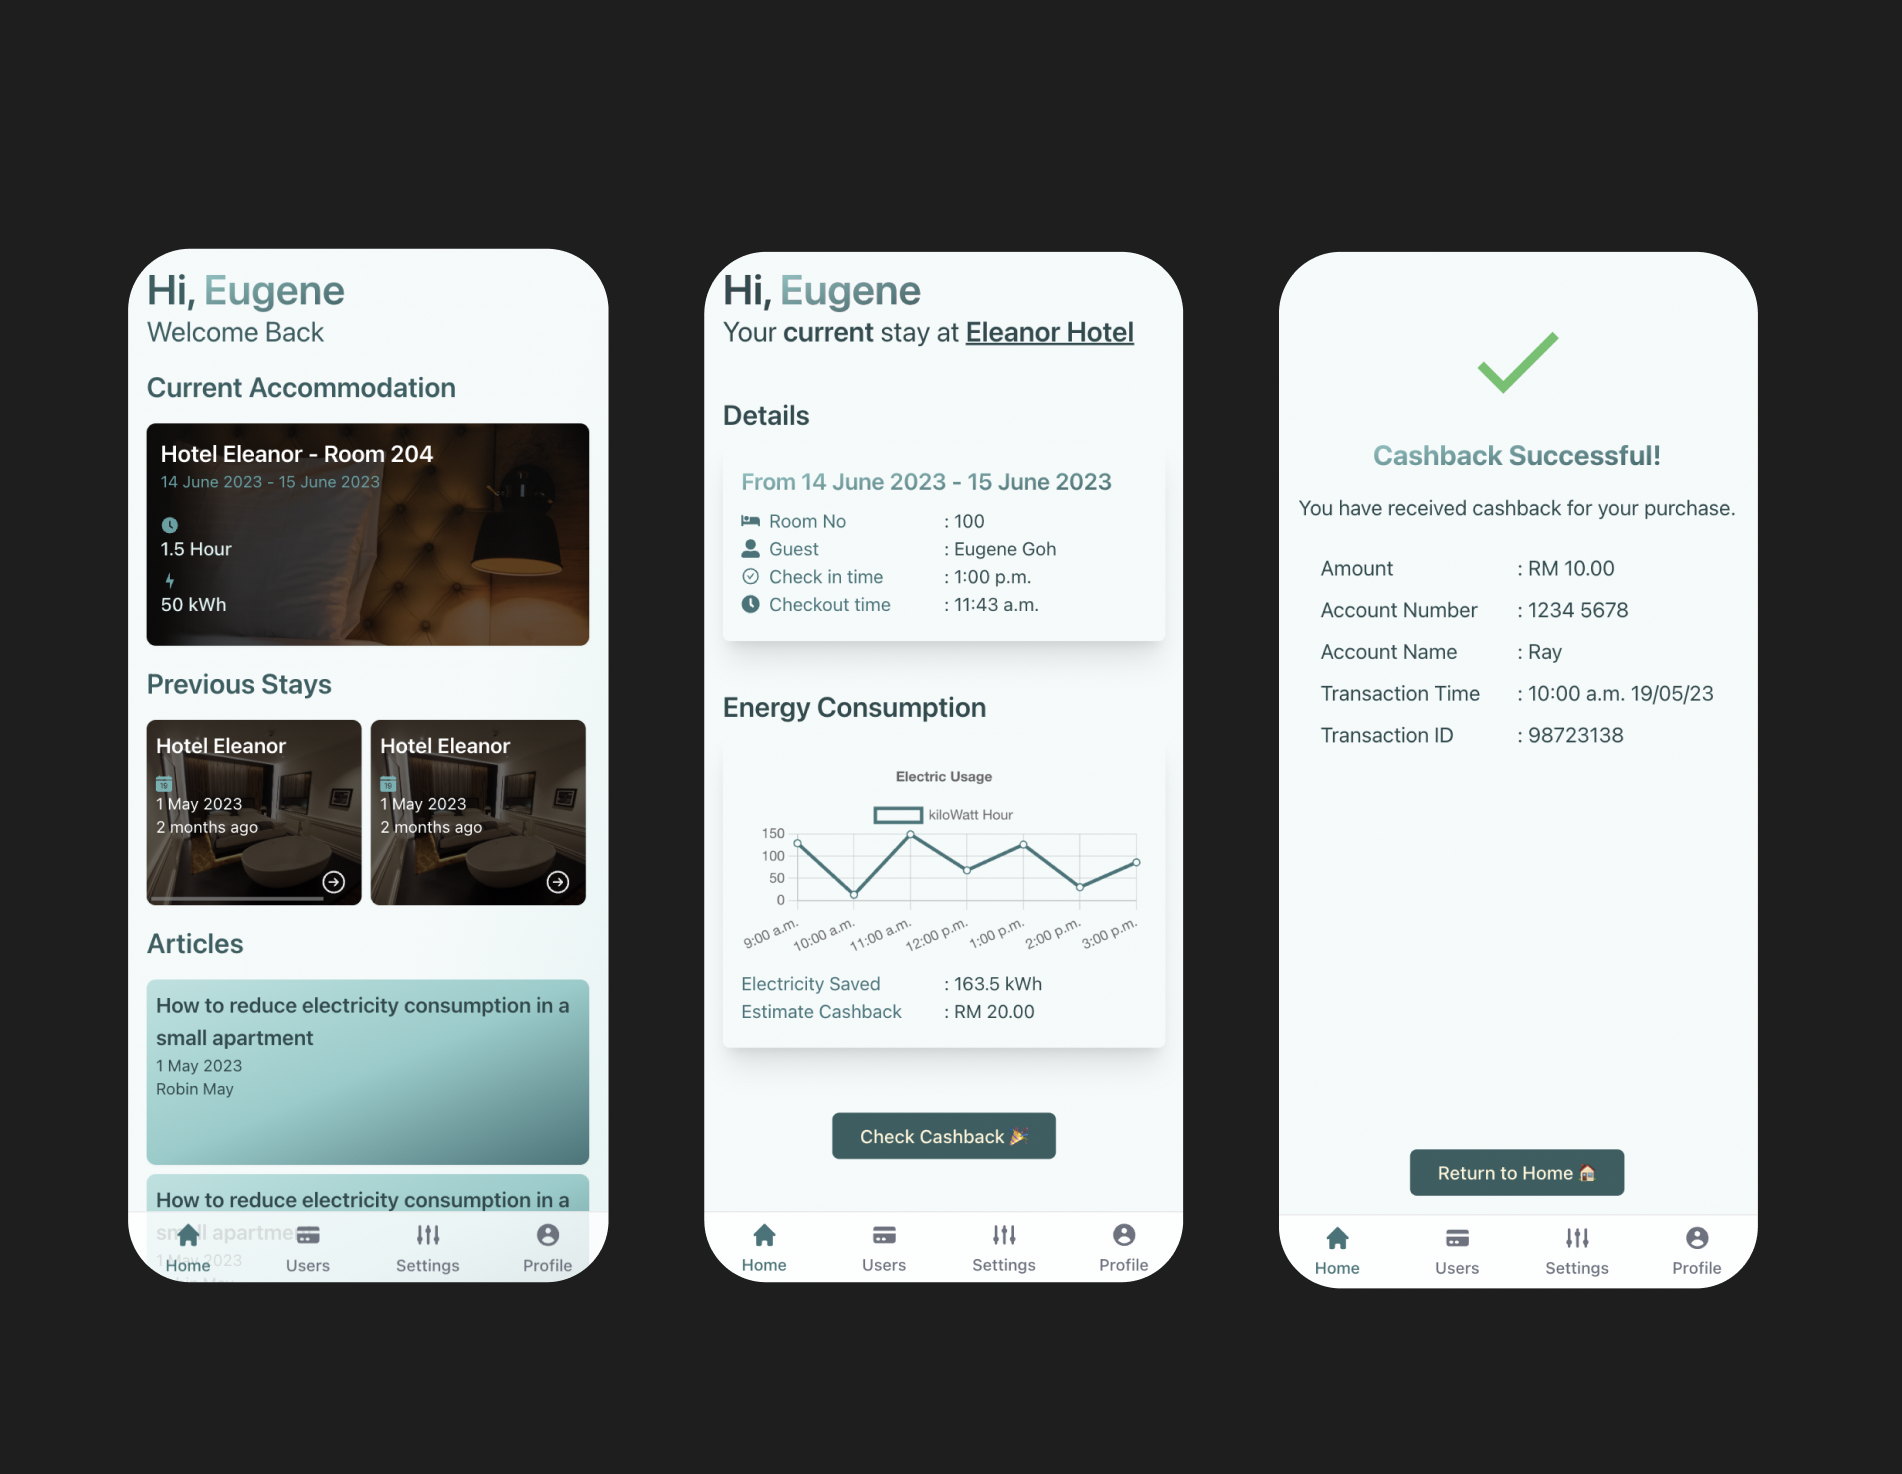 Hi, Eugene
Welcome Back
Current Accommodation
Hotel Eleanor - Room 204
14 June 2023 - 15 June 2023
1.5 Hour
50 kWh
Previous Stays
Hotel Eleanor
19
1 May 2023
2 months ago
Hotel Eleanor
19
1 May 2023
2 months ago
Articles
How to reduce electricity consumption in a
small apartment
1 May 2023
Robin May
How to reduce electricity consumption in a
small apartment
1 May 2023
Robin May
Home
Users
Settings
Profile
Hi, Eugene
Your current stay at Eleanor Hotel
Details
From 14 June 2023 - 15 June 2023
Room No : 100
Guest : Eugene Goh
Check in time : 1:00 p.m.
Checkout time : 11:43 a.m.
Energy Consumption
Electric Usage
kiloWatt Hour
150
100
50
0
9:00 a.m.
10:00 a.m.
11:00 a.m.
12:00 p.m.
1:00 p.m.
2:00 p.m.
3:00 p.m.
Electricity Saved : 163.5 kWh
Estimate Cashback : RM 20.00
Check Cashback 🎉
Home
Users
Settings
Profile
Cashback Successful!
You have received cashback for your purchase.
Amount : RM 10.00
Account Number : 1234 5678
Account Name : Ray
Transaction Time : 10:00 a.m. 19/05/23
Transaction ID : 98723138
Return to Home 🏠
Home
Users
Settings
Profile